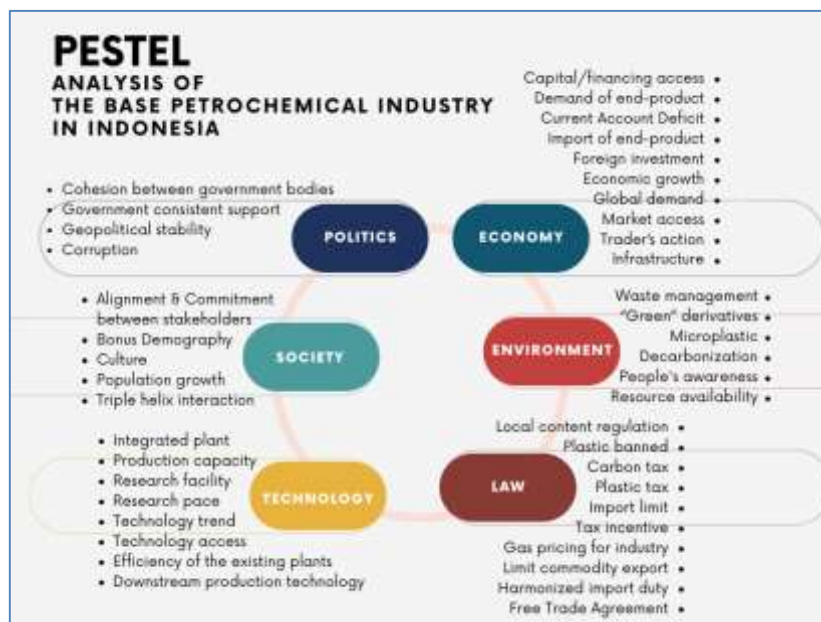 PESTEL
ANALYSIS OF
THE BASE PETROCHEMICAL INDUSTRY
IN INDONESIA
• Cohesion between government bodies
• Government consistent support
• Geopolitical stability
• Corruption
POLITICS
Capital/financing access •
Demand of end-product •
Current Account Deficit •
Import of end-product •
Foreign investment •
Economic growth •
Global demand •
Market access •
Trader's action •
Infrastructure •
ECONOMY
• Alignment & Commitment
between stakeholders
• Bonus Demography
• Culture
• Population growth
• Triple helix interaction
SOCIETY
Waste management •
"Green" derivatives •
Microplastic •
Decarbonization •
People's awareness •
Resource availability •
ENVIRONMENT
• Integrated plant
• Production capacity
• Research facility
• Research pace
• Technology trend
• Technology access
• Efficiency of the existing plants
• Downstream production technology
TECHNOLOGY
Local content regulation •
Plastic banned •
Carbon tax •
Plastic tax •
Import limit •
Tax incentive •
Gas pricing for industry •
Limit commodity export •
Harmonized import duty •
Free Trade Agreement •
LAW